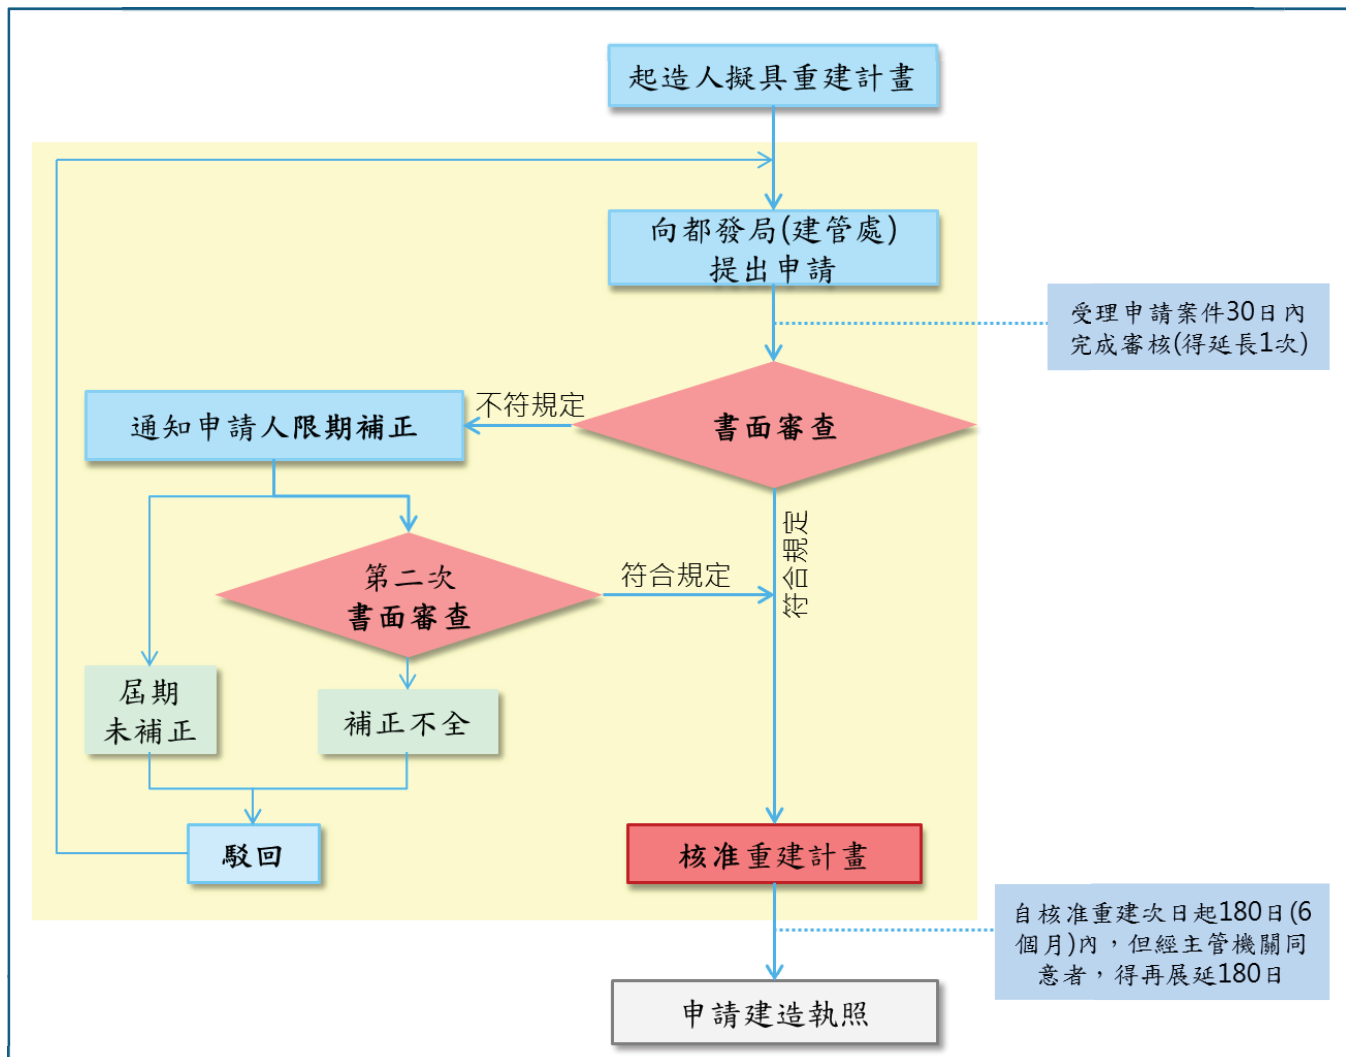 起造人擬具重建計畫
向都發局(建管處)
提出申請
受理申請案件30日內
完成審核(得延長1次)
書面審查
不符規定
通知申請人限期補正
符合規定
第二次
書面審查
符合規定
屆期
未補正
補正不全
駁回
核准重建計畫
自核准重建次日起180日(6
個月)內，但經主管機關同
意者，得再展延180日
申請建造執照